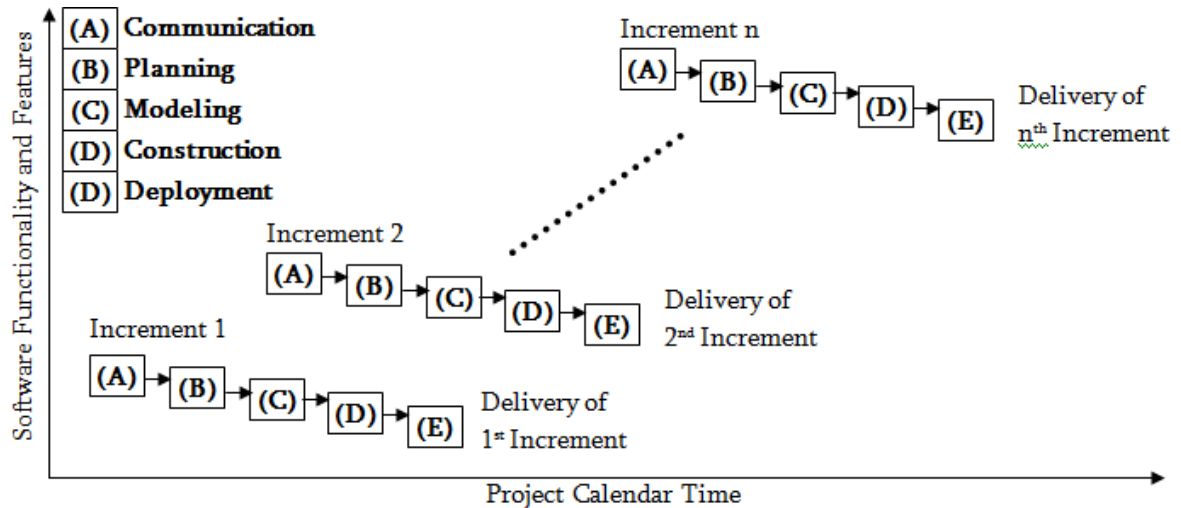 Software Functionality and Features
(A) Communication
(B) Planning
(C) Modeling
(D) Construction
(D) Deployment
Increment n
(A) (B) (C) (D) (E)
Delivery of
nth Increment
Increment 2
(A) (B) (C) (D) (E)
Delivery of
2nd Increment
Increment 1
(A) (B) (C) (D) (E)
Delivery of
1st Increment
Project Calendar Time